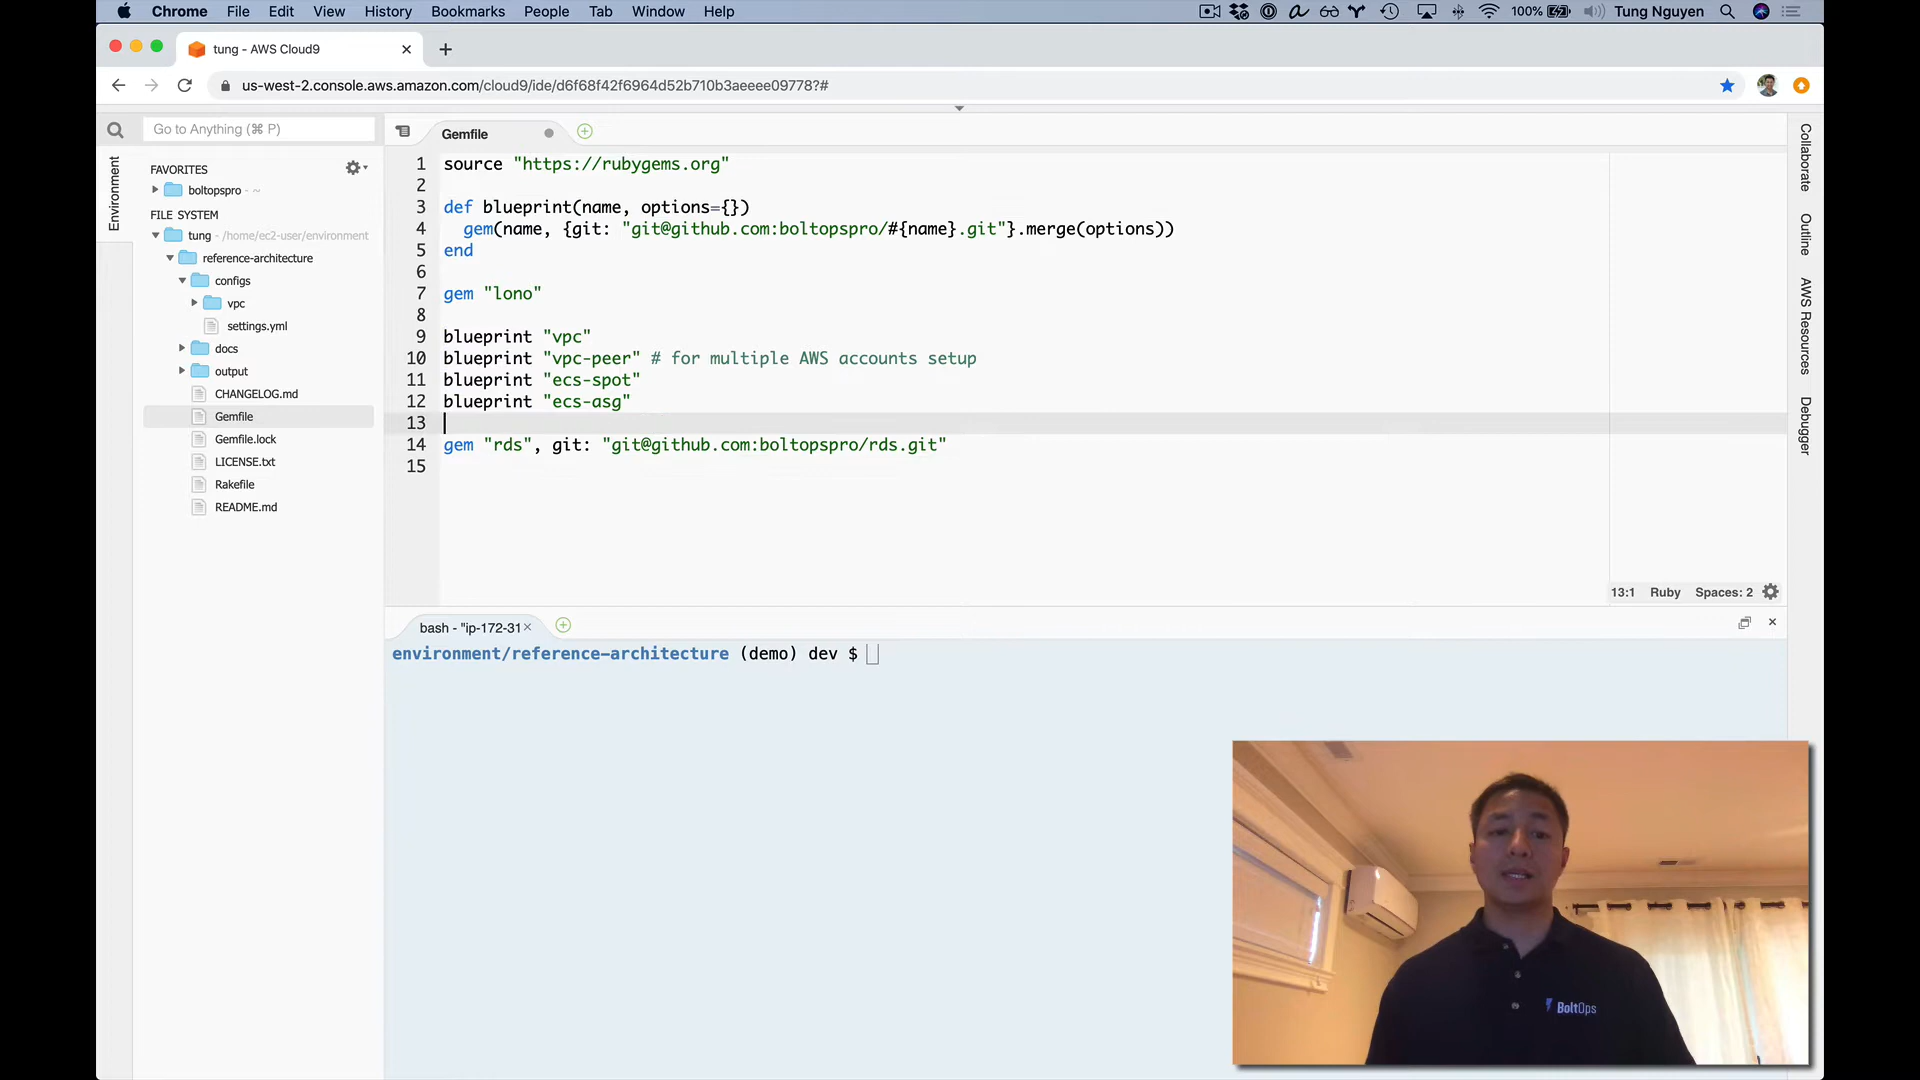 Chrome File Edit View History Bookmarks People Tab Window Help 100% Tung Nguyen
tung - AWS Cloud9
us-west-2.console.aws.amazon.com/cloud9/ide/d6f68f42f6964d52b710b3aeeee09778?#
Go to Anything (⌘ P)
Gemfile
Environment
FAVORITES
boltopspro - ~
FILE SYSTEM
tung - /home/ec2-user/environment
reference-architecture
configs
vpc
settings.yml
docs
output
CHANGELOG.md
Gemfile
Gemfile.lock
LICENSE.txt
Rakefile
README.md
1 source "https://rubygems.org"
2
3 def blueprint(name, options={})
4 gem(name, {git: "git@github.com:boltopspro/#{name}.git"}.merge(options))
5 end
6
7 gem "lono"
8
9 blueprint "vpc"
10 blueprint "vpc-peer" # for multiple AWS accounts setup
11 blueprint "ecs-spot"
12 blueprint "ecs-asg"
13
14 gem "rds", git: "git@github.com:boltopspro/rds.git"
15
13:1 Ruby Spaces: 2
Collaborate
Outline
AWS Resources
Debugger
bash - "ip-172-31
environment/reference-architecture (demo) dev $
BoltOps